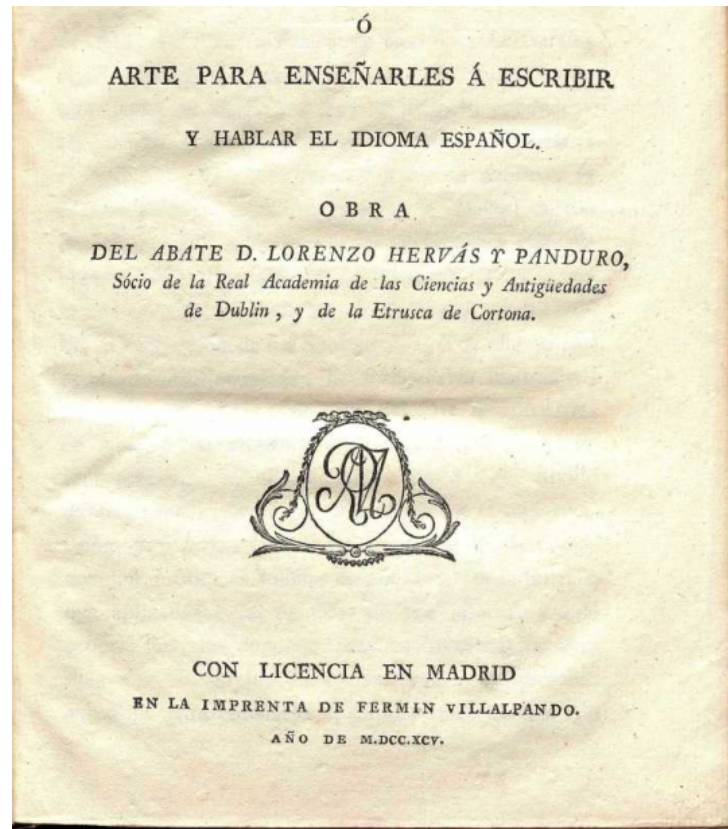 Ó
ARTE PARA ENSEÑARLES Á ESCRIBIR
Y HABLAR EL IDIOMA ESPAÑOL.
OBRA
DEL ABATE D. LORENZO HERVÁS Y PANDURO,
Sócio de la Real Academia de las Ciencias y Antigüedades
de Dublin, y de la Etrusca de Cortona.
CON LICENCIA EN MADRID
EN LA IMPRENTA DE FERMIN VILLALPANDO.
AÑO DE M.DCC.XCV.